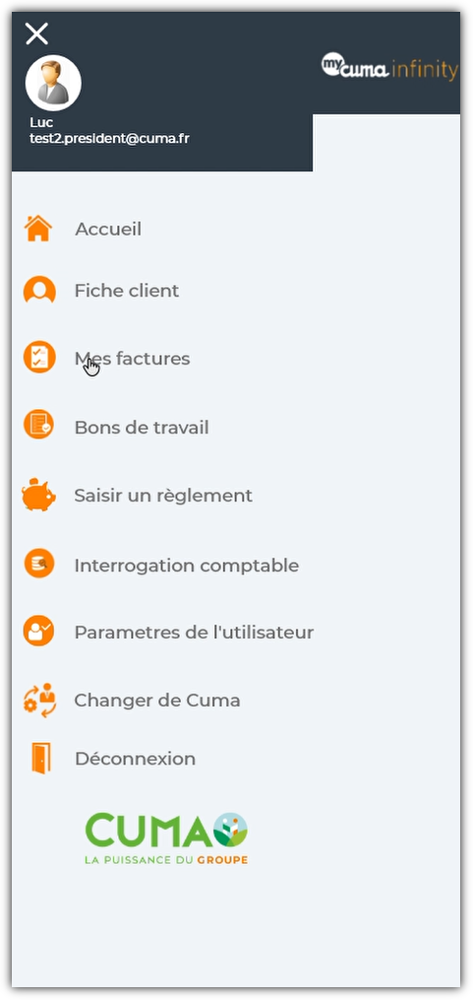 my cuma infinity
Luc
test2.president@cuma.fr
Accueil
Fiche client
Mes factures
Bons de travail
Saisir un règlement
Interrogation comptable
Parametres de l'utilisateur
Changer de Cuma
Déconnexion
CUMA
LA PUISSANCE DU GROUPE